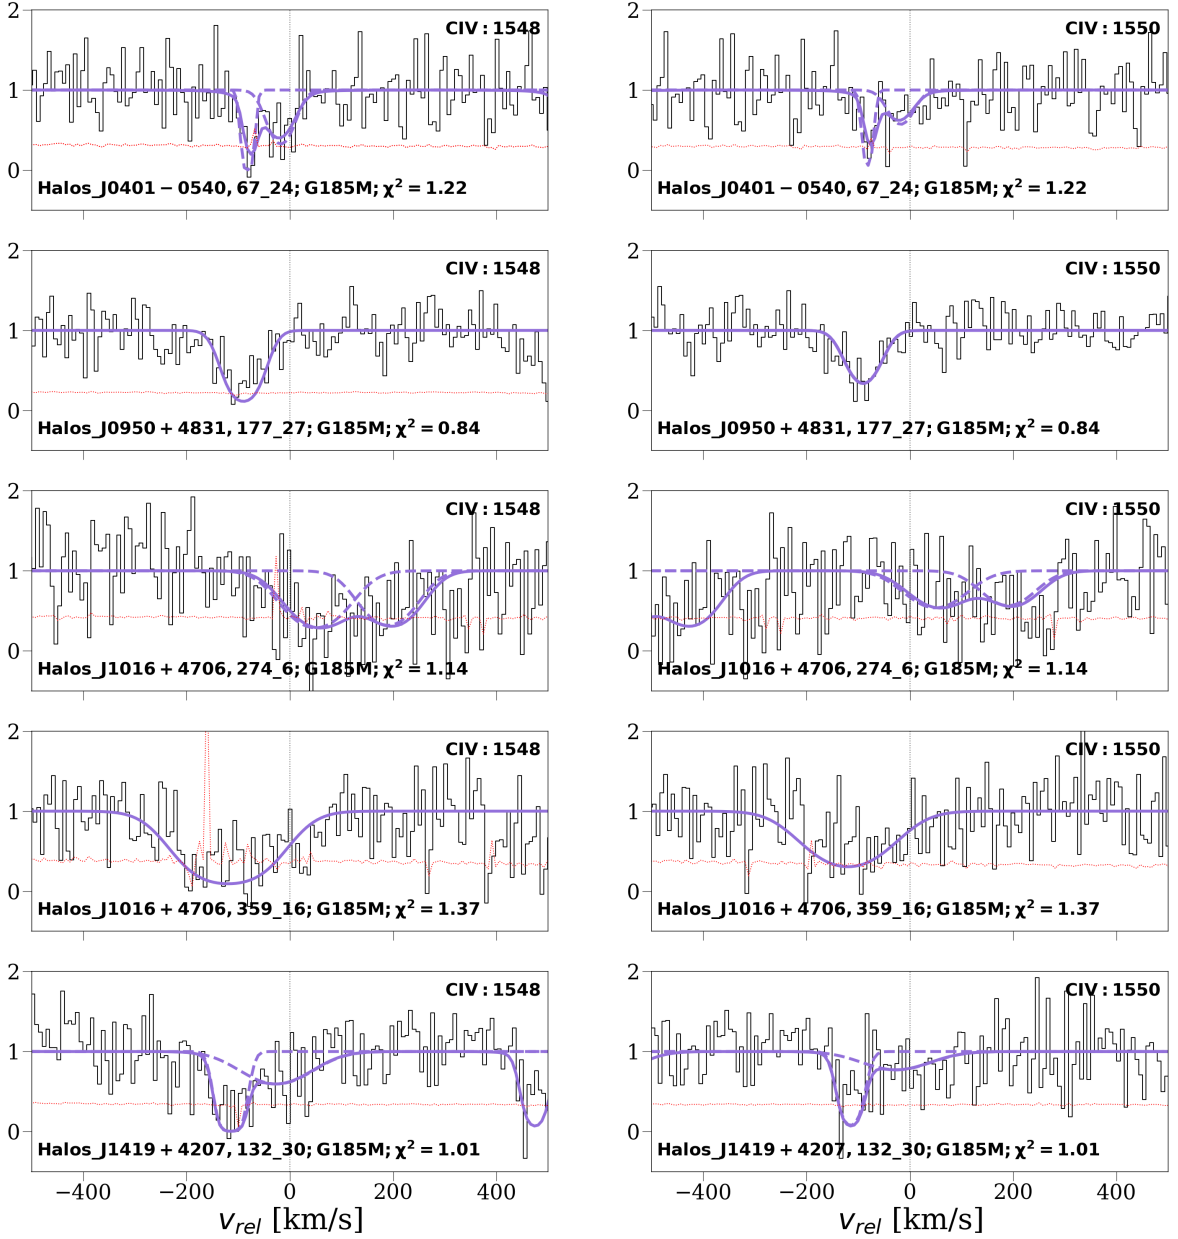 2
1
0
CIV : 1548
Halos_J0401 − 0540, 67_24; G185M; χ² = 1.22
CIV : 1550
Halos_J0401 − 0540, 67_24; G185M; χ² = 1.22
2
1
0
CIV : 1548
Halos_J0950 + 4831, 177_27; G185M; χ² = 0.84
2
1
0
CIV : 1550
Halos_J0950 + 4831, 177_27; G185M; χ² = 0.84
2
1
0
CIV : 1548
Halos_J1016 + 4706, 274_6; G185M; χ² = 1.14
2
1
0
CIV : 1550
Halos_J1016 + 4706, 274_6; G185M; χ² = 1.14
2
1
0
CIV : 1548
Halos_J1016 + 4706, 359_16; G185M; χ² = 1.37
2
1
0
CIV : 1550
Halos_J1016 + 4706, 359_16; G185M; χ² = 1.37
2
1
0
CIV : 1548
Halos_J1419 + 4207, 132_30; G185M; χ² = 1.01
−400 −200 0 200 400
v_rel [km/s]
2
1
0
CIV : 1550
Halos_J1419 + 4207, 132_30; G185M; χ² = 1.01
−400 −200 0 200 400
v_rel [km/s]
2
1
0